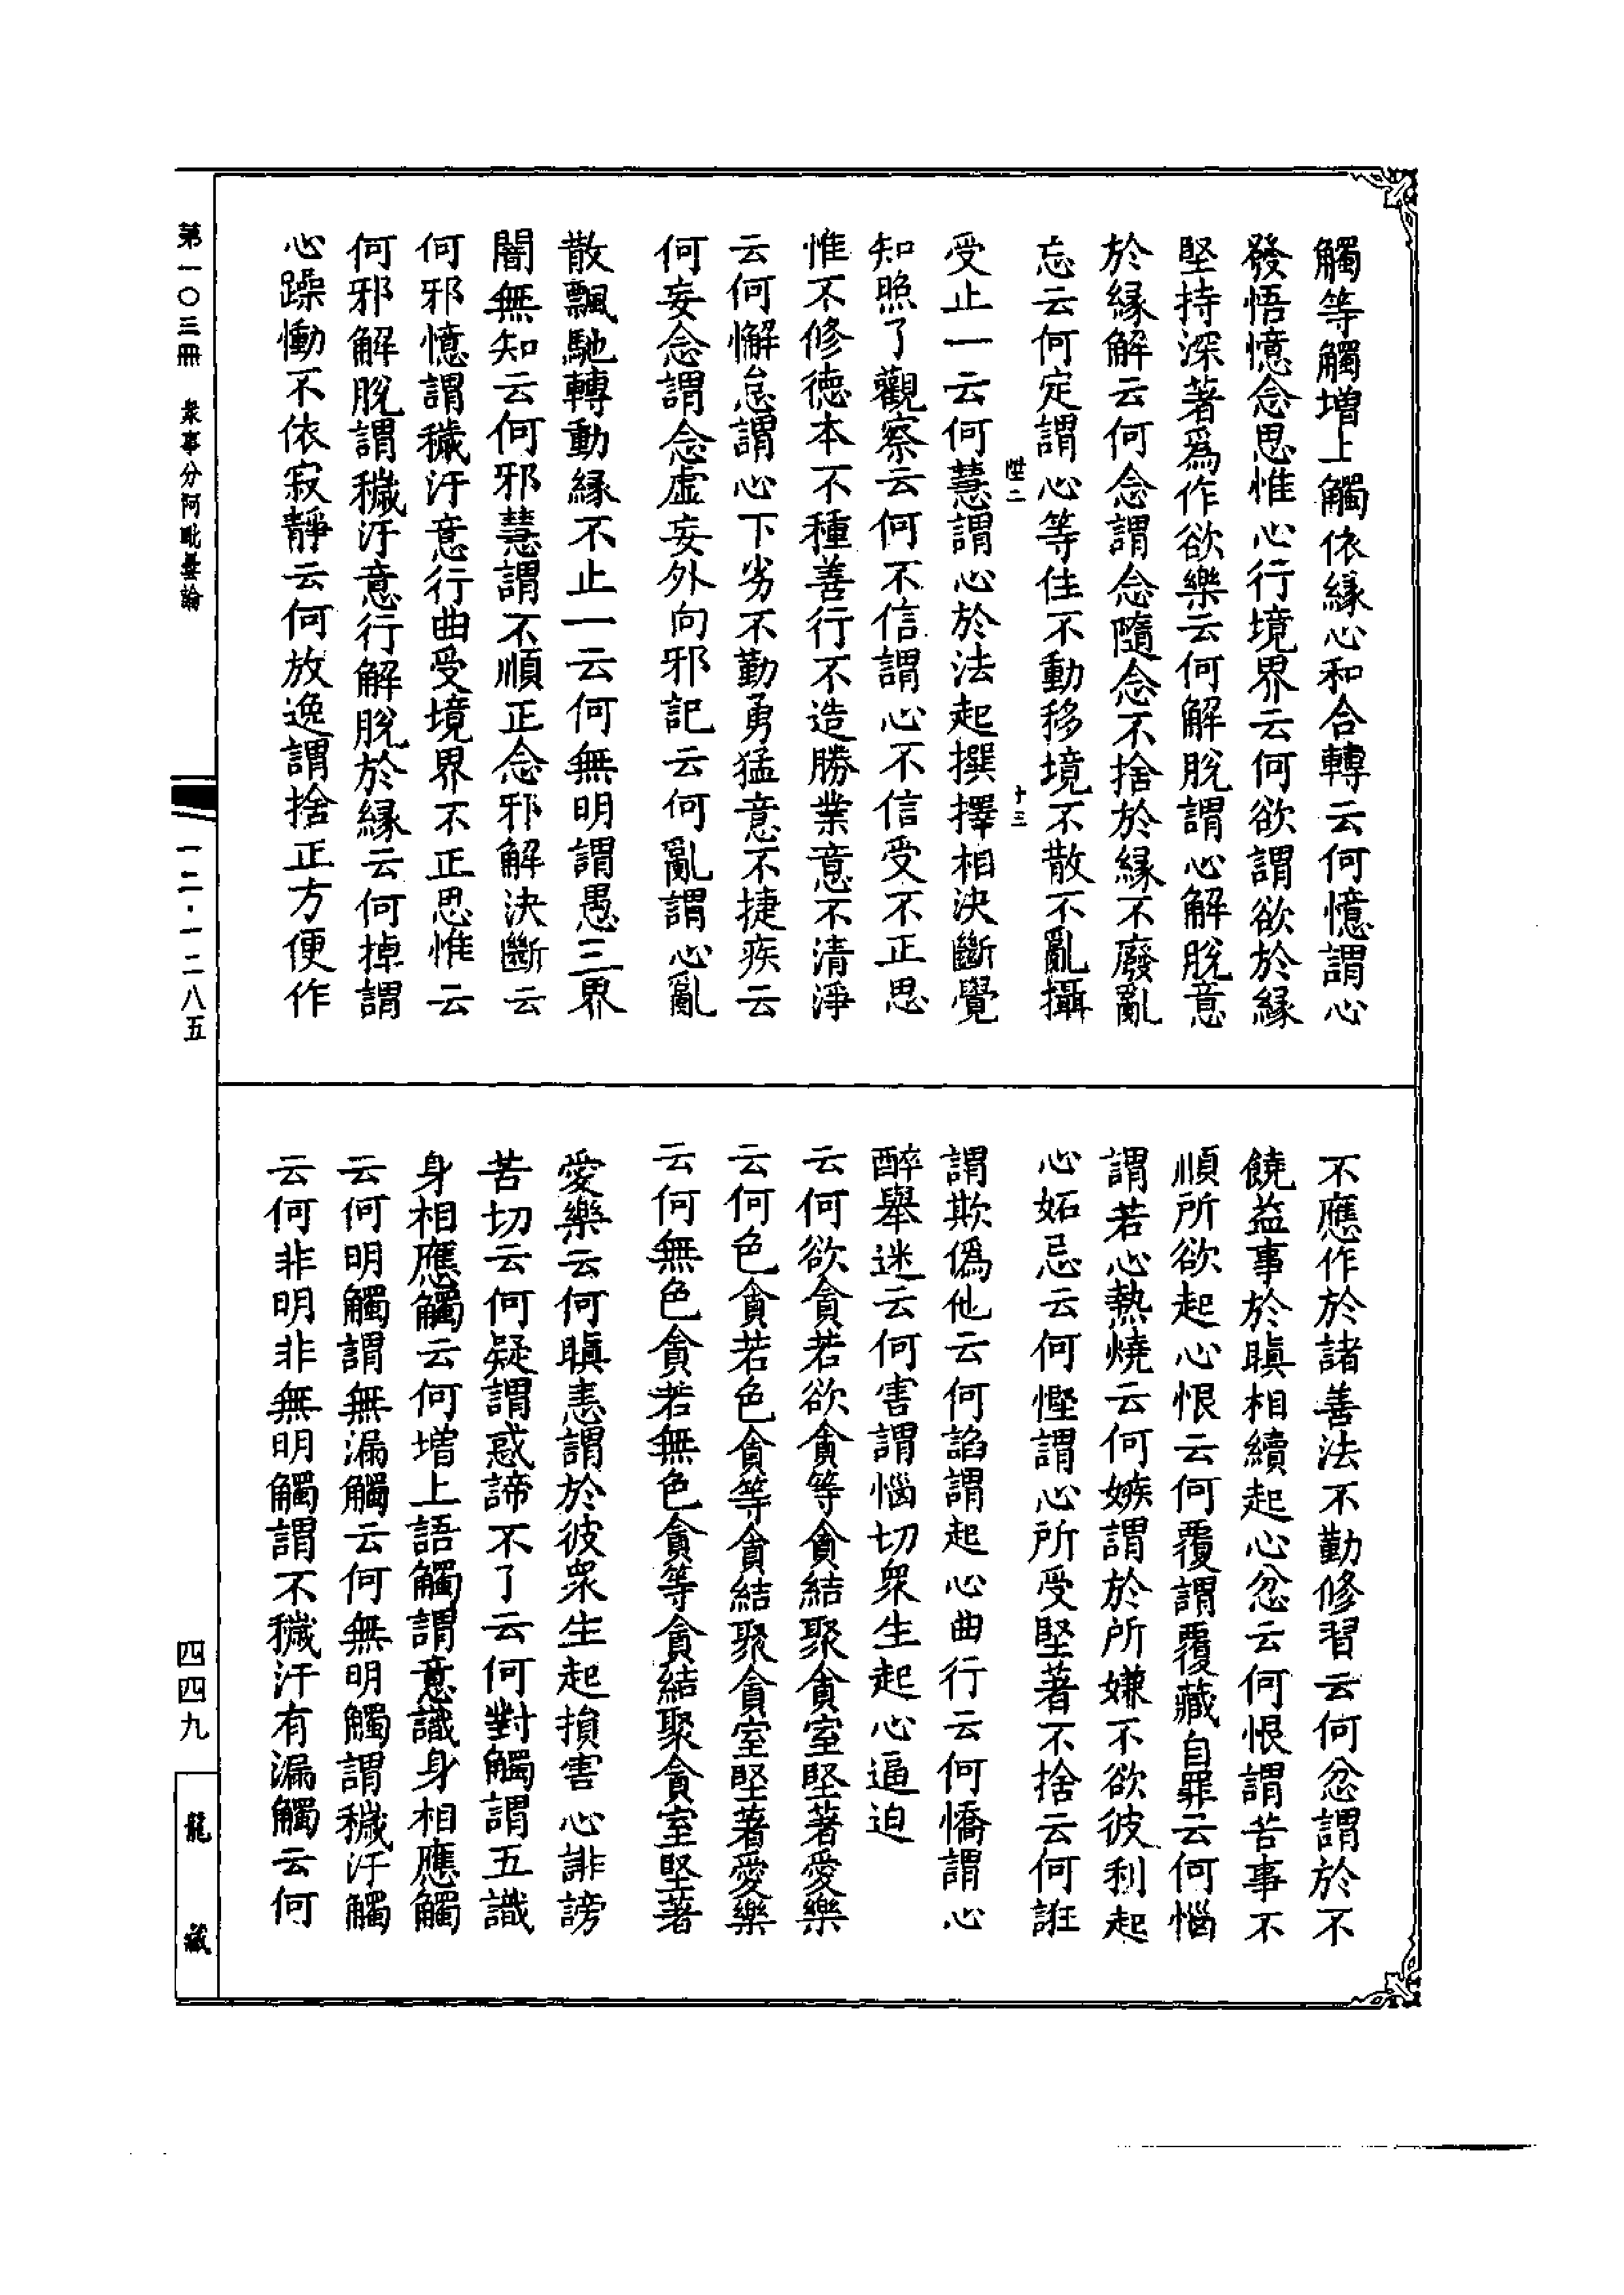 觸等觸增上觸依緣心和合轉云何憶謂心
發悟憶念思惟心行境界云何欲謂欲於緣
堅持深著爲作欲樂云何解脫謂心解脫意
於緣解云何念謂念隨念不捨於緣不廢亂
忘云何定謂心等住不動移境不散不亂攝
陞二 十三
受止一云何慧謂心於法起撰擇相決斷覺
知照了觀察云何不信謂心不信受不正思
惟不修德本不種善行不造勝業意不清淨
云何懈怠謂心下劣不勤勇猛意不捷疾云
何妄念謂念虛妄外向邪記云何亂謂心亂
散飄馳轉動緣不止一云何無明謂愚三界
闇無知云何邪慧謂不順正念邪解決斷云
何邪憶謂穢汙意行曲受境界不正思惟云
何邪解脫謂穢汙意行解脫於緣云何掉謂
心躁慟不依寂靜云何放逸謂捨正方便作
不應作於諸善法不勤修習云何忿謂於不
饒益事於瞋相續起心忿云何恨謂苦事不
順所欲起心恨云何覆謂覆藏自罪云何惱
謂若心熱燒云何嫉謂於所嫌不欲彼利起
心妬忌云何慳謂心所受堅著不捨云何誑
謂欺偽他云何諂謂起心曲行云何憍謂心
醉舉迷云何害謂惱切衆生起心逼迫
云何欲貪若欲貪等貪結聚貪室堅著愛樂
云何色貪若色貪等貪結聚貪室堅著愛樂
云何無色貪若無色貪等貪結聚貪室堅著
愛樂云何瞋恚謂於彼衆生起損害心誹謗
苦切云何疑謂惑諦不了云何對觸謂五識
身相應觸云何增上語觸謂意識身相應觸
云何明觸謂無漏觸云何無明觸謂穢汙觸
云何非明非無明觸謂不穢汙有漏觸云何
第一〇三冊 衆事分阿毗曇論
一二·一二八五
四四九
龍藏